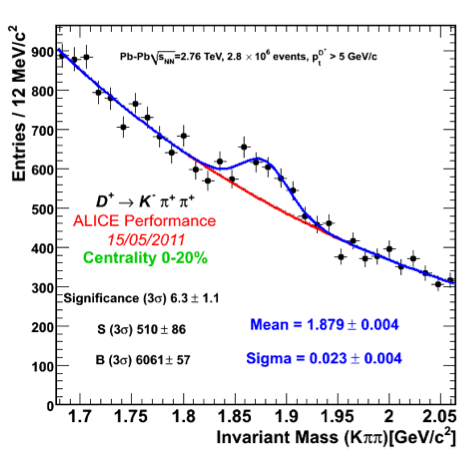 Pb-Pb √s_NN=2.76 TeV, 2.8 × 10⁶ events, p_t^D⁺ > 5 GeV/c
Entries / 12 MeV/c²
900
800
700
600
500
400
300
200
100
0
D⁺ → K⁻ π⁺ π⁺
ALICE Performance
15/05/2011
Centrality 0-20%
Significance (3σ) 6.3 ± 1.1
S (3σ) 510 ± 86
B (3σ) 6061 ± 57
Mean = 1.879 ± 0.004
Sigma = 0.023 ± 0.004
1.7 1.75 1.8 1.85 1.9 1.95 2 2.05
Invariant Mass (Kππ)[GeV/c²]